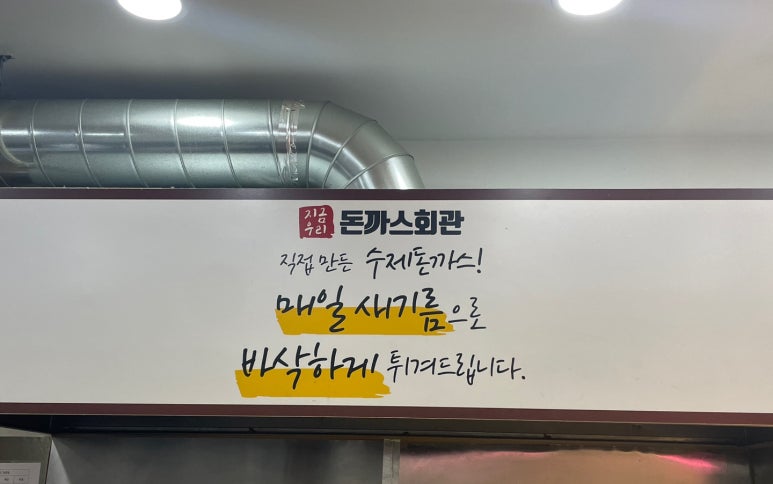 지금
우리
돈까스회관
직접 만든 수제돈까스!
매일 새기름으로
바삭하게 튀겨드립니다.